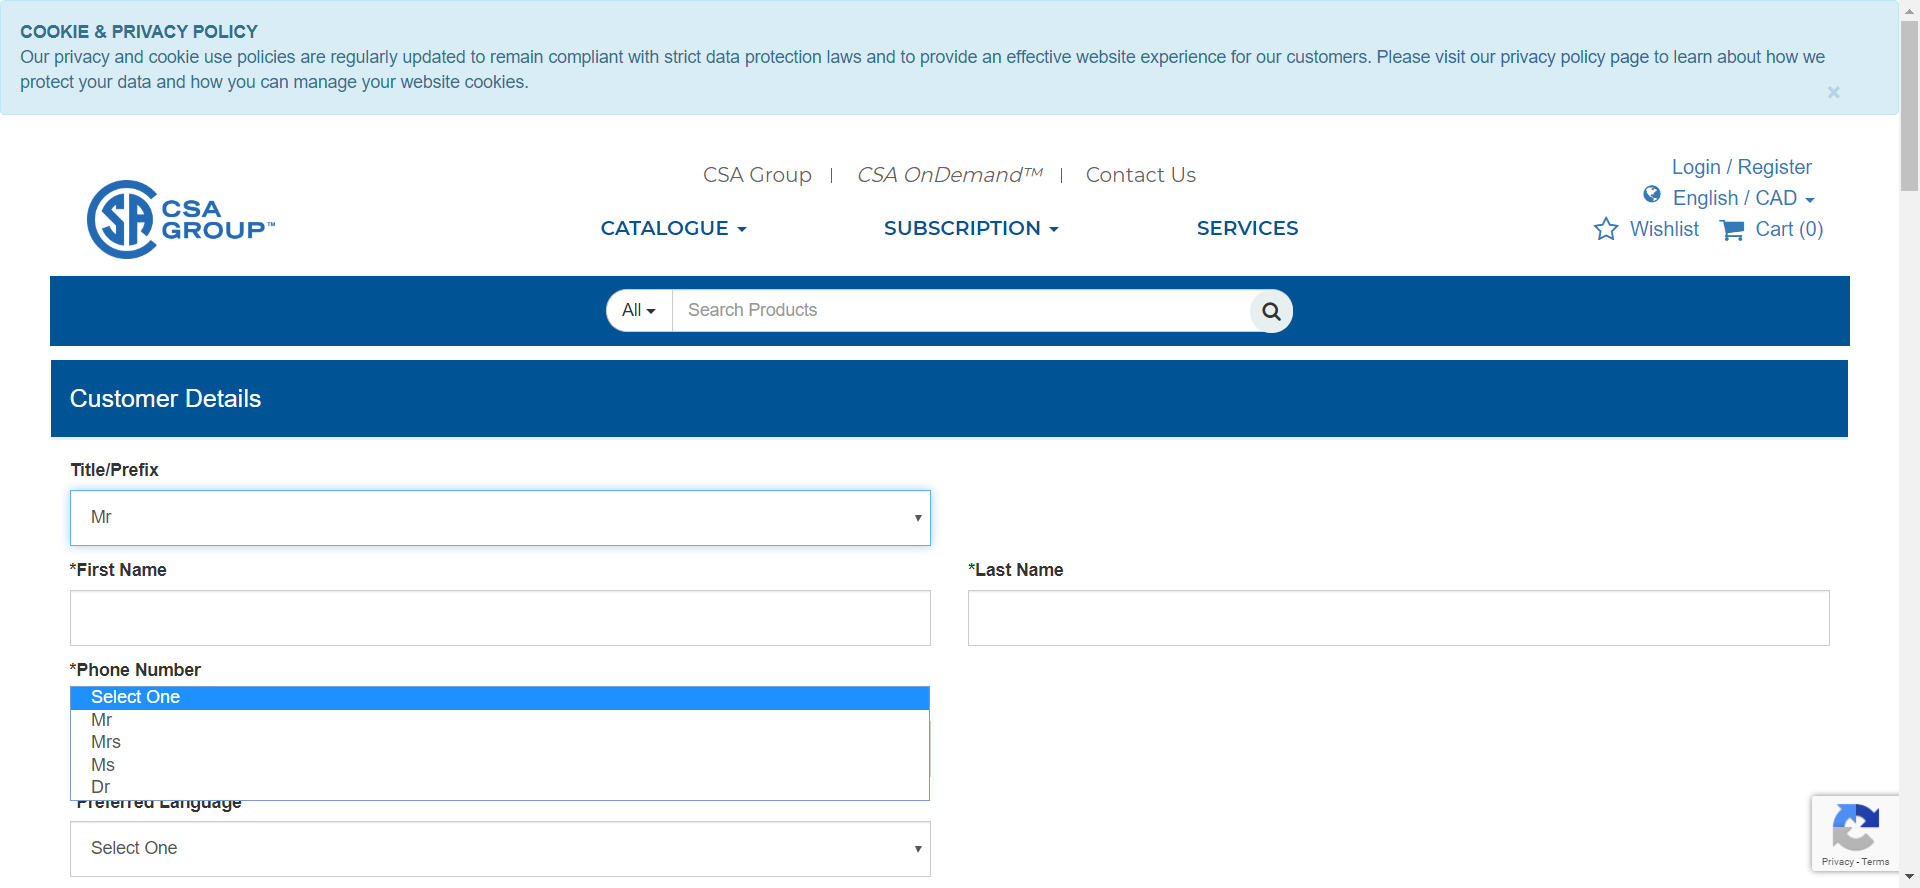 COOKIE & PRIVACY POLICY
Our privacy and cookie use policies are regularly updated to remain compliant with strict data protection laws and to provide an effective website experience for our customers. Please visit our privacy policy page to learn about how we
protect your data and how you can manage your website cookies.
×
CSA Group | CSA OnDemand™ | Contact Us
Login / Register
English / CAD
CSA
GROUP™
CATALOGUE
SUBSCRIPTION
SERVICES
Wishlist
Cart (0)
All
Search Products
Customer Details
Title/Prefix
Mr
*First Name
*Last Name
*Phone Number
Select One
Mr
Mrs
Ms
Dr
Preferred Language
Select One
Privacy - Terms